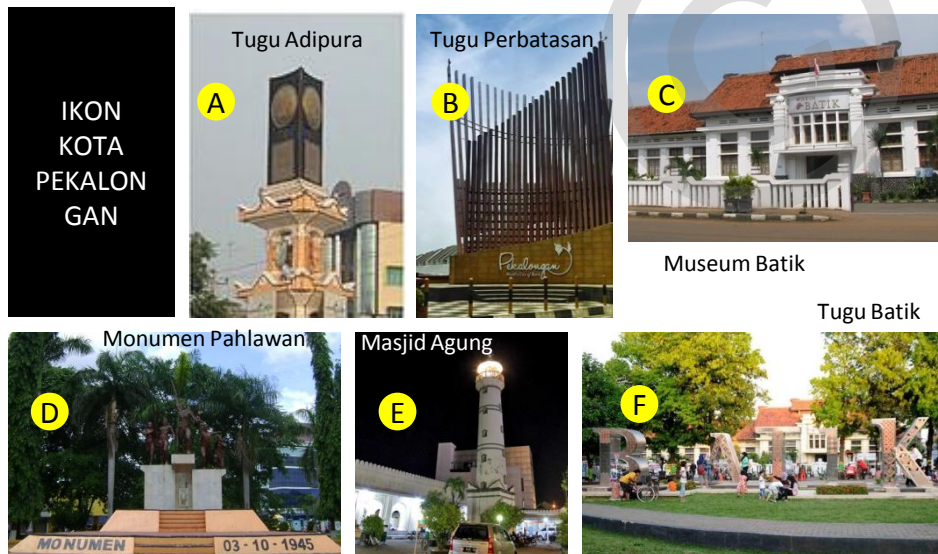 IKON
KOTA
PEKALON
GAN
Tugu Adipura
A
Tugu Perbatasan
B
Pekalongan
C
BATIK
Museum Batik
Tugu Batik
Monumen Pahlawan
D
MONUMEN
03-10-1945
Masjid Agung
E
F
BATIK